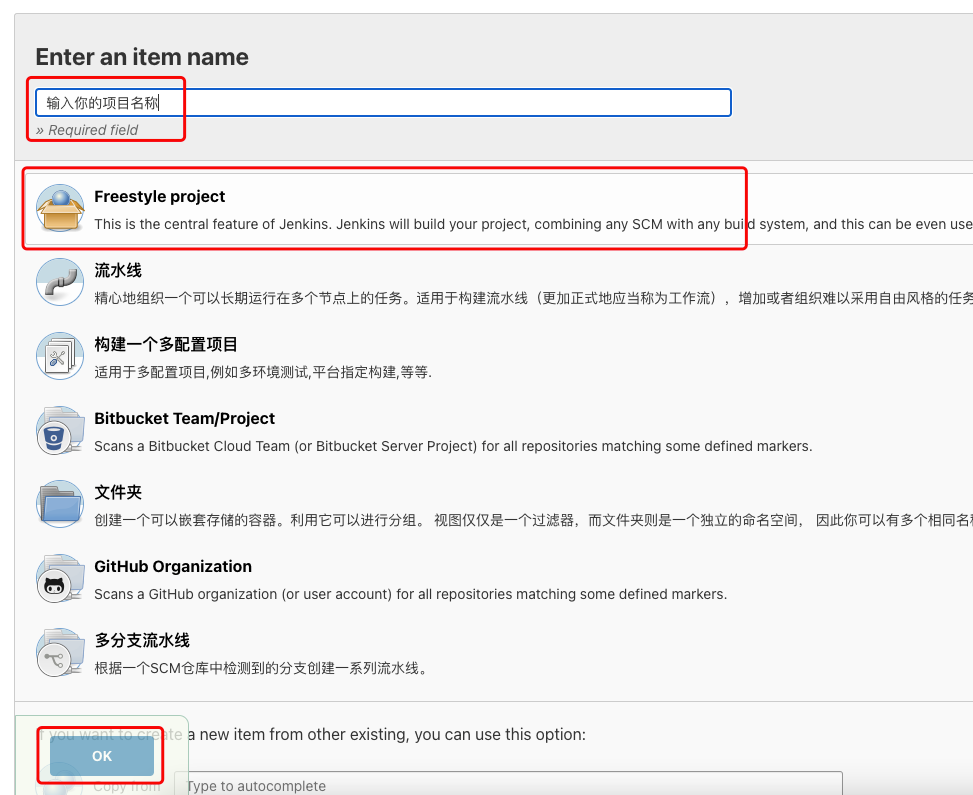 Enter an item name
输入你的项目名称
» Required field
Freestyle project
This is the central feature of Jenkins. Jenkins will build your project, combining any SCM with any build system, and this can be even use
流水线
精心地组织一个可以长期运行在多个节点上的任务。适用于构建流水线（更加正式地应当称为工作流），增加或者组织难以采用自由风格的任务
构建一个多配置项目
适用于多配置项目,例如多环境测试,平台指定构建,等等.
Bitbucket Team/Project
Scans a Bitbucket Cloud Team (or Bitbucket Server Project) for all repositories matching some defined markers.
文件夹
创建一个可以嵌套存储的容器。利用它可以进行分组。 视图仅仅是一个过滤器，而文件夹则是一个独立的命名空间， 因此你可以有多个相同名称
GitHub Organization
Scans a GitHub organization (or user account) for all repositories matching some defined markers.
多分支流水线
根据一个SCM仓库中检测到的分支创建一系列流水线。
If you want to create a new item from other existing, you can use this option:
OK
Copy from
Type to autocomplete